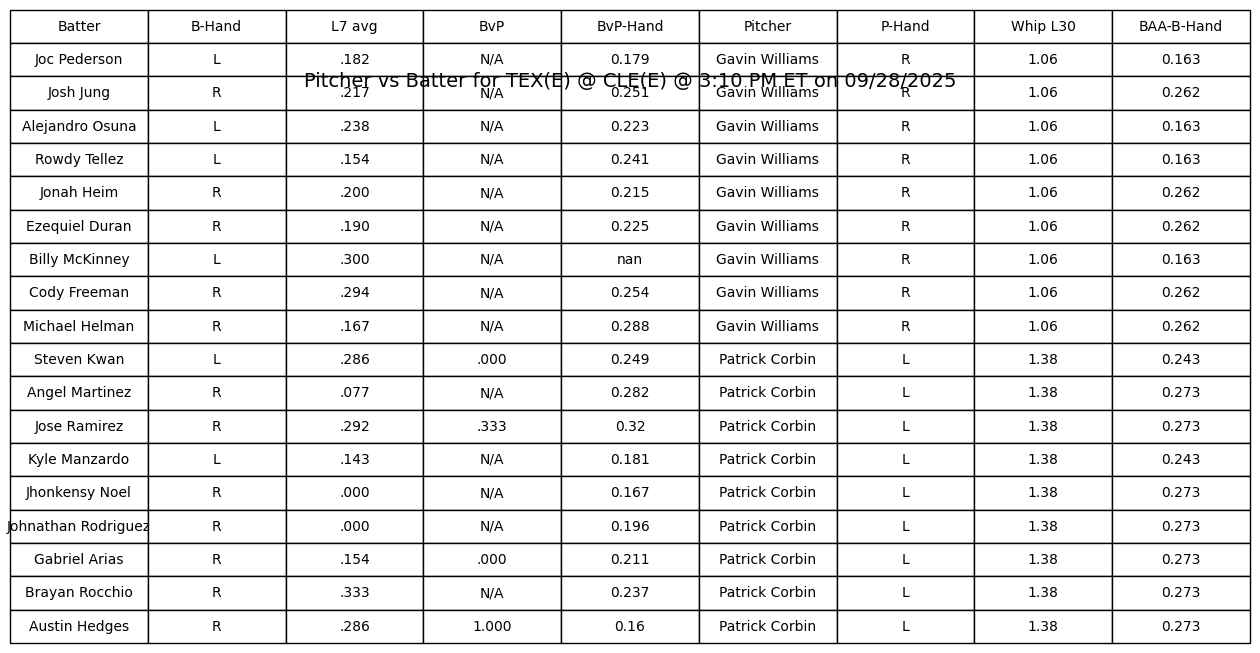 Batter B-Hand L7 avg BvP BvP-Hand Pitcher P-Hand Whip L30 BAA-B-Hand
Joc Pederson L .182 N/A 0.179 Gavin Williams R 1.06 0.163
Pitcher vs Batter for TEX(E) @ CLE(E) @ 3:10 PM ET on 09/28/2025
Josh Jung R .217 N/A 0.251 Gavin Williams R 1.06 0.262
Alejandro Osuna L .238 N/A 0.223 Gavin Williams R 1.06 0.163
Rowdy Tellez L .154 N/A 0.241 Gavin Williams R 1.06 0.163
Jonah Heim R .200 N/A 0.215 Gavin Williams R 1.06 0.262
Ezequiel Duran R .190 N/A 0.225 Gavin Williams R 1.06 0.262
Billy McKinney L .300 N/A nan Gavin Williams R 1.06 0.163
Cody Freeman R .294 N/A 0.254 Gavin Williams R 1.06 0.262
Michael Helman R .167 N/A 0.288 Gavin Williams R 1.06 0.262
Steven Kwan L .286 .000 0.249 Patrick Corbin L 1.38 0.243
Angel Martinez R .077 N/A 0.282 Patrick Corbin L 1.38 0.273
Jose Ramirez R .292 .333 0.32 Patrick Corbin L 1.38 0.273
Kyle Manzardo L .143 N/A 0.181 Patrick Corbin L 1.38 0.243
Jhonkensy Noel R .000 N/A 0.167 Patrick Corbin L 1.38 0.273
Johnathan Rodriguez R .000 N/A 0.196 Patrick Corbin L 1.38 0.273
Gabriel Arias R .154 .000 0.211 Patrick Corbin L 1.38 0.273
Brayan Rocchio R .333 N/A 0.237 Patrick Corbin L 1.38 0.273
Austin Hedges R .286 1.000 0.16 Patrick Corbin L 1.38 0.273